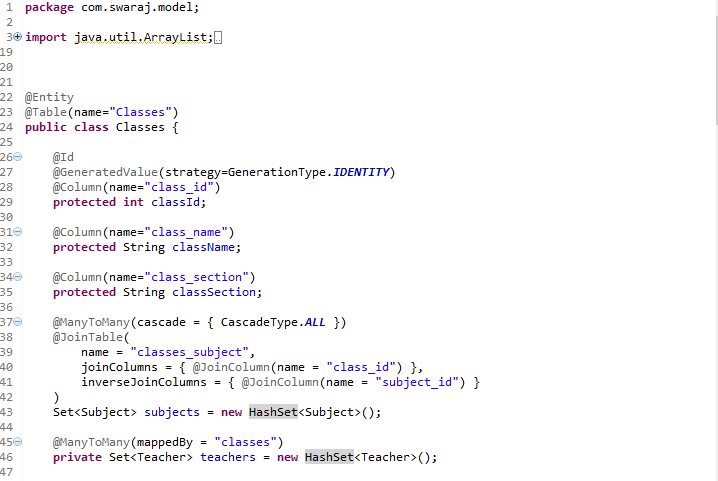 1 package com.swaraj.model;
2
3 import java.util.ArrayList;
19
20
21
22 @Entity
23 @Table(name="Classes")
24 public class Classes {
25
26 @Id
27 @GeneratedValue(strategy=GenerationType.IDENTITY)
28 @Column(name="class_id")
29 protected int classId;
30
31 @Column(name="class_name")
32 protected String className;
33
34 @Column(name="class_section")
35 protected String classSection;
36
37 @ManyToMany(cascade = { CascadeType.ALL })
38 @JoinTable(
39 name = "classes_subject",
40 joinColumns = { @JoinColumn(name = "class_id") },
41 inverseJoinColumns = { @JoinColumn(name = "subject_id") }
42 )
43 Set<Subject> subjects = new HashSet<Subject>();
44
45 @ManyToMany(mappedBy = "classes")
46 private Set<Teacher> teachers = new HashSet<Teacher>();
47